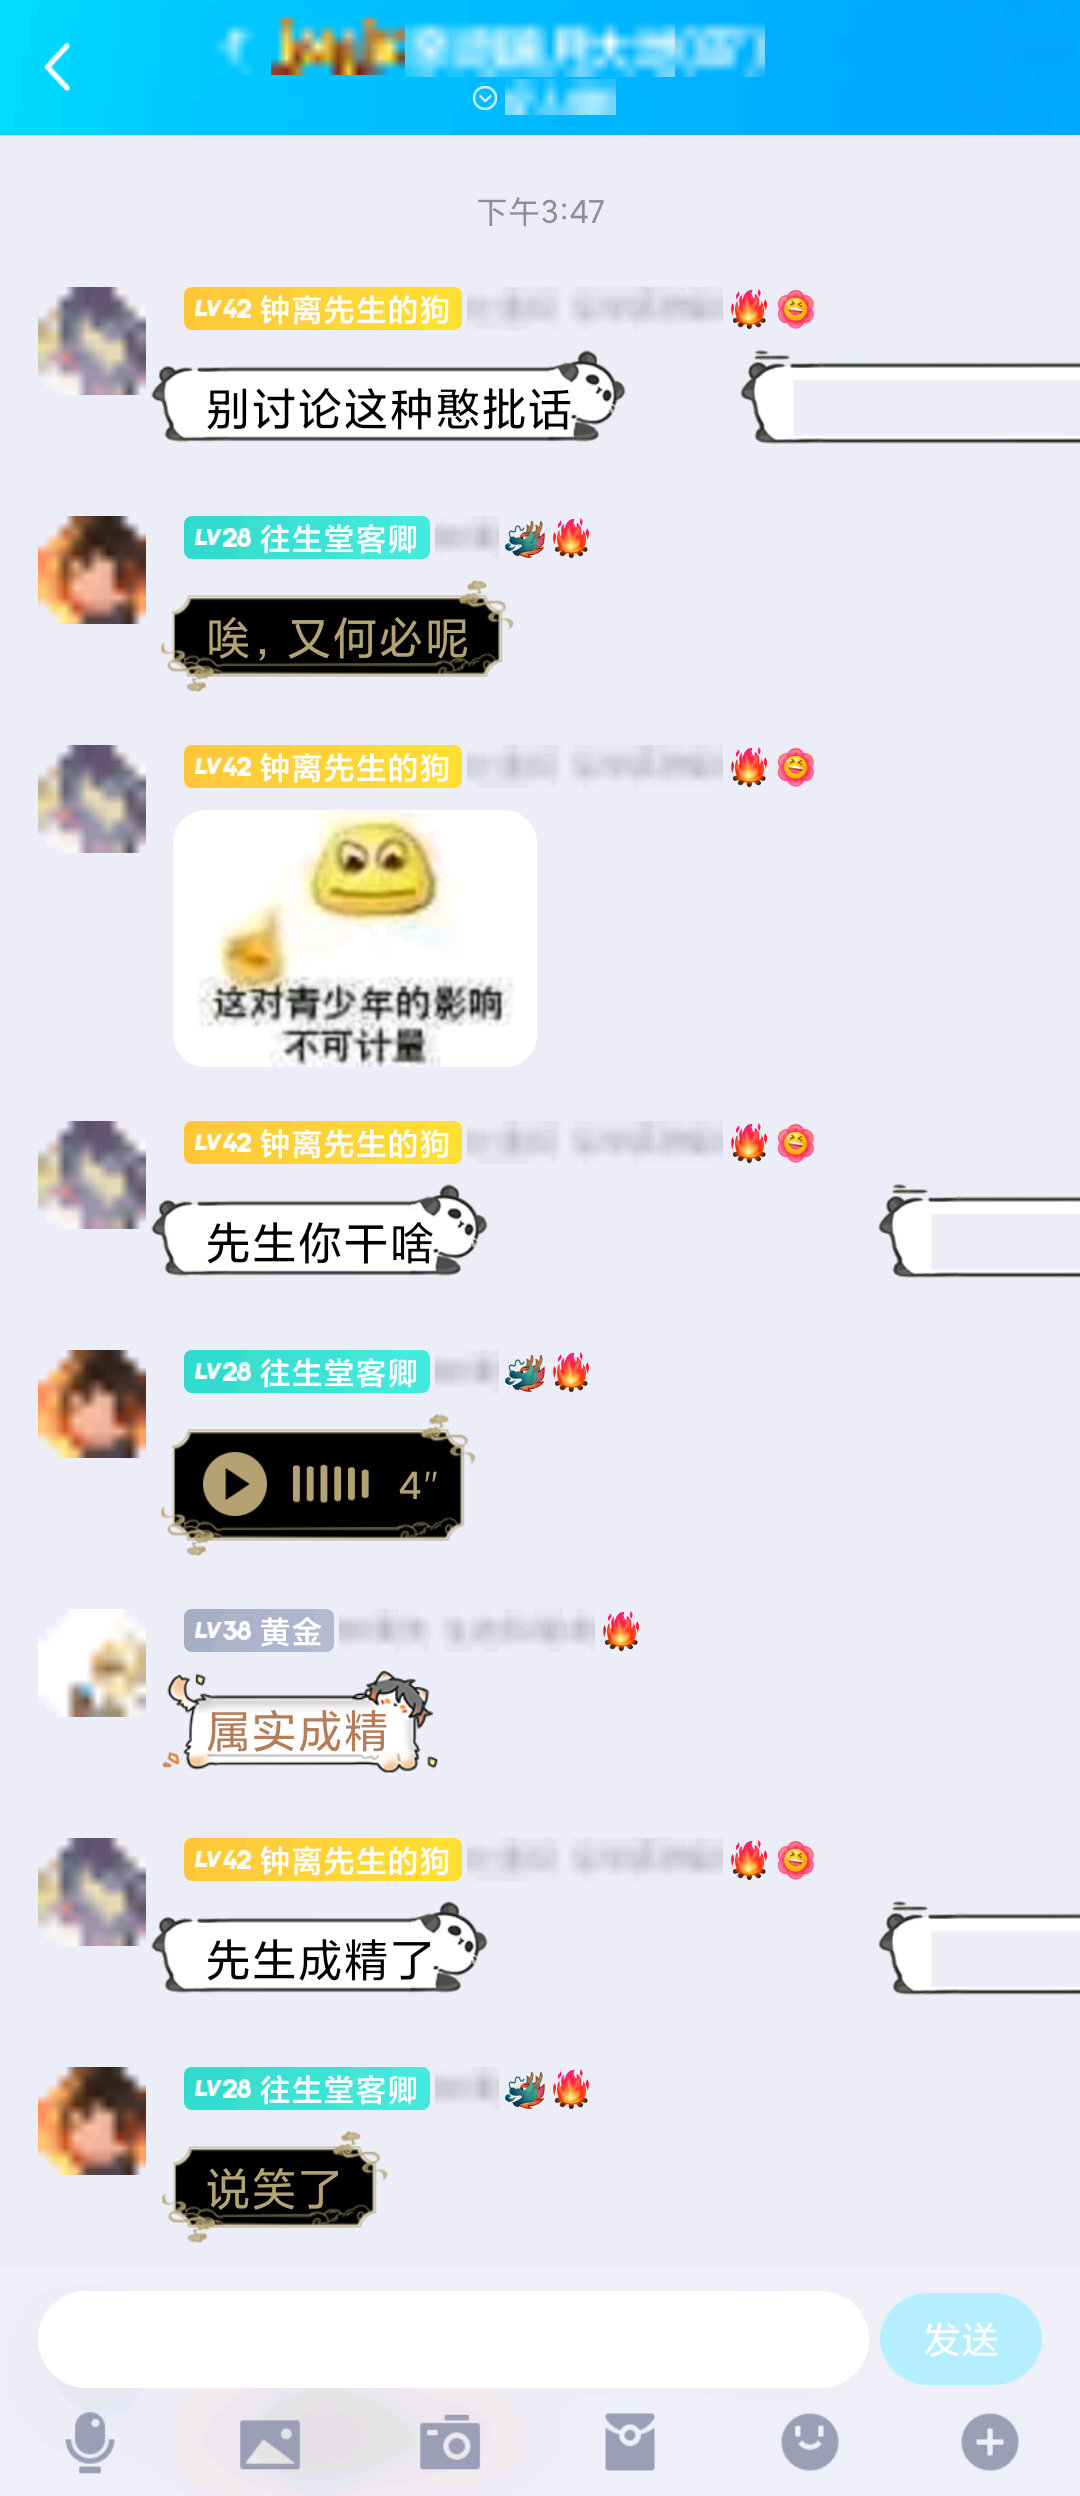 下午3:47
LV42 钟离先生的狗
别讨论这种憨批话
LV28 往生堂客卿
唉，又何必呢
LV42 钟离先生的狗
这对青少年的影响
不可计量
LV42 钟离先生的狗
先生你干啥
LV28 往生堂客卿
4"
LV38 黄金
属实成精
LV42 钟离先生的狗
先生成精了
LV28 往生堂客卿
说笑了
发送